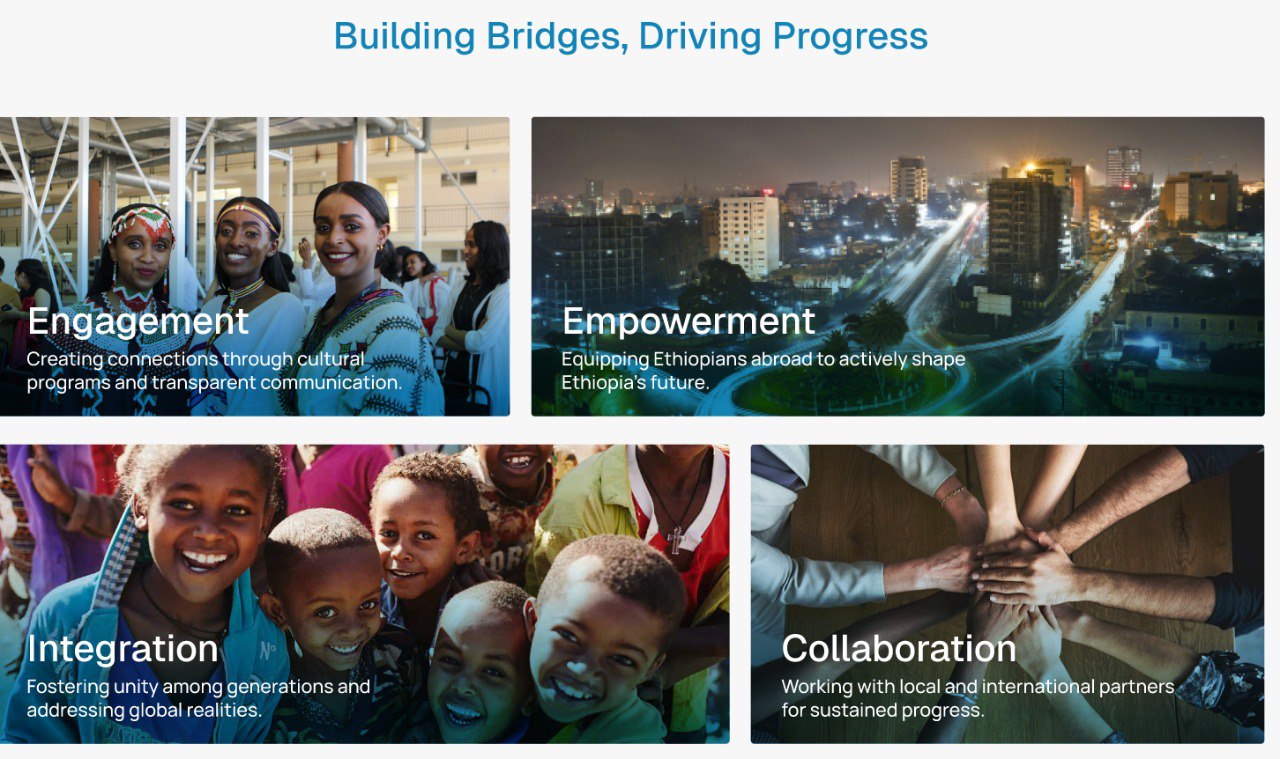 Building Bridges, Driving Progress
Engagement
Creating connections through cultural
programs and transparent communication.
Empowerment
Equipping Ethiopians abroad to actively shape
Ethiopia's future.
Integration
Fostering unity among generations and
addressing global realities.
Collaboration
Working with local and international partners
for sustained progress.